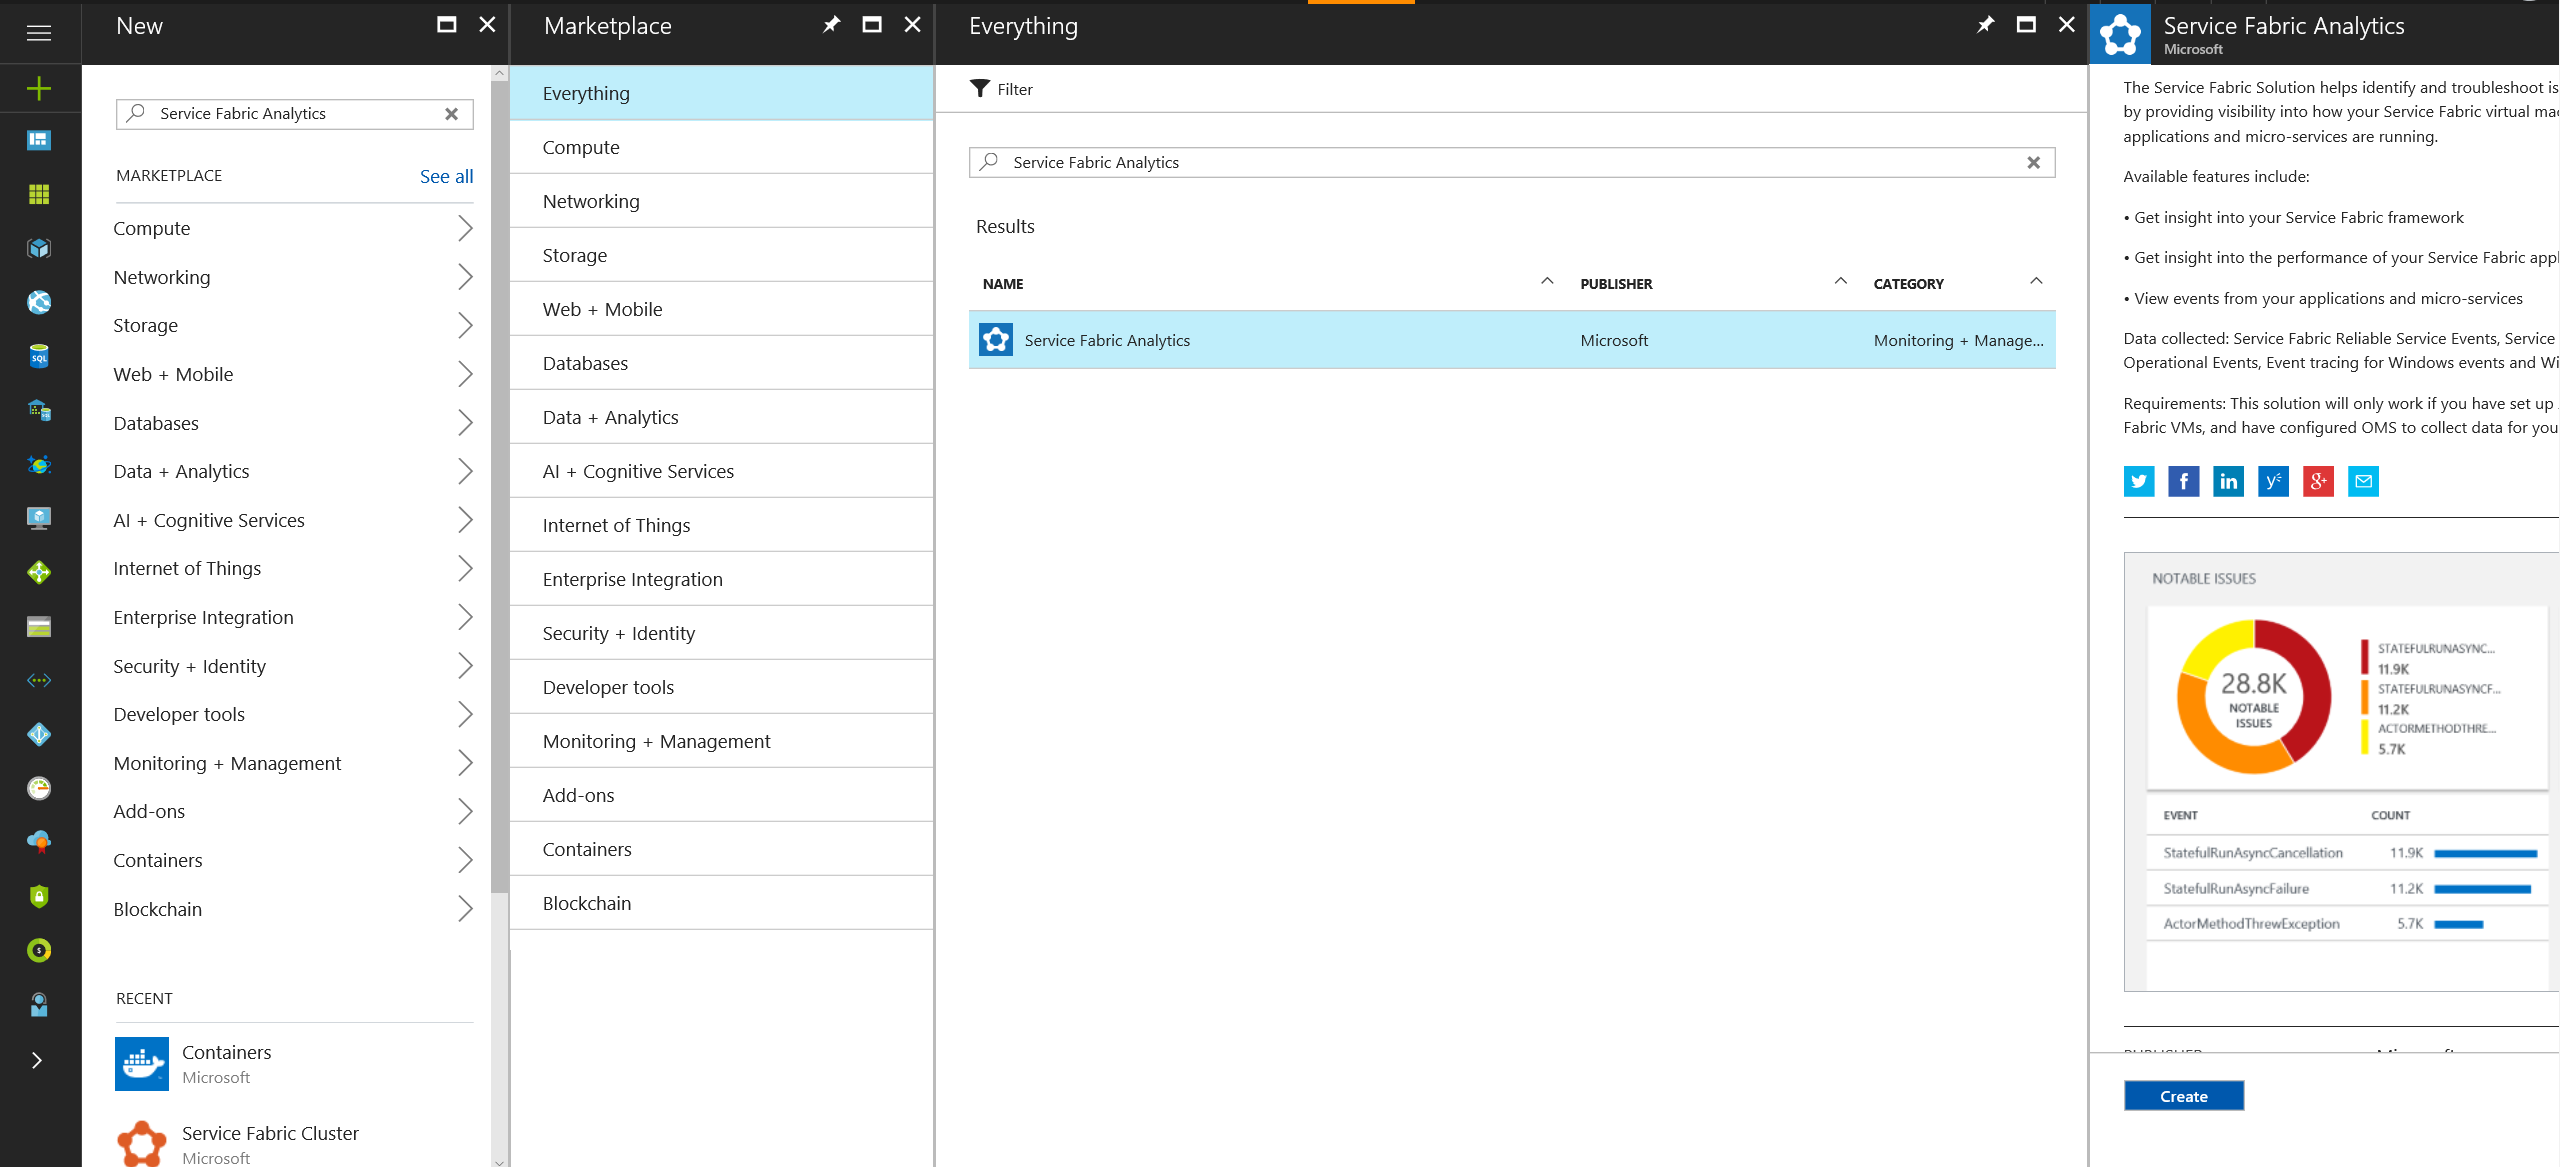 New
Service Fabric Analytics
MARKETPLACE
See all
Compute
Networking
Storage
Web + Mobile
Databases
Data + Analytics
AI + Cognitive Services
Internet of Things
Enterprise Integration
Security + Identity
Developer tools
Monitoring + Management
Add-ons
Containers
Blockchain
RECENT
Containers
Microsoft
Service Fabric Cluster
Microsoft
Marketplace
Everything
Compute
Networking
Storage
Web + Mobile
Databases
Data + Analytics
AI + Cognitive Services
Internet of Things
Enterprise Integration
Security + Identity
Developer tools
Monitoring + Management
Add-ons
Containers
Blockchain
Everything
Filter
Service Fabric Analytics
Results
NAME PUBLISHER CATEGORY
Service Fabric Analytics Microsoft Monitoring + Manage...
Service Fabric Analytics
Microsoft
The Service Fabric Solution helps identify and troubleshoot is
by providing visibility into how your Service Fabric virtual ma
applications and micro-services are running.
Available features include:
• Get insight into your Service Fabric framework
• Get insight into the performance of your Service Fabric appl
• View events from your applications and micro-services
Data collected: Service Fabric Reliable Service Events, Service
Operational Events, Event tracing for Windows events and Wi
Requirements: This solution will only work if you have set up
Fabric VMs, and have configured OMS to collect data for you
NOTABLE ISSUES
28.8K
NOTABLE
ISSUES
STATEFULRUNASYNC...
11.9K
STATEFULRUNASYNCF...
11.2K
ACTORMETHODTHRE...
5.7K
EVENT COUNT
StatefulRunAsyncCancellation 11.9K
StatefulRunAsyncFailure 11.2K
ActorMethodThrewException 5.7K
Create